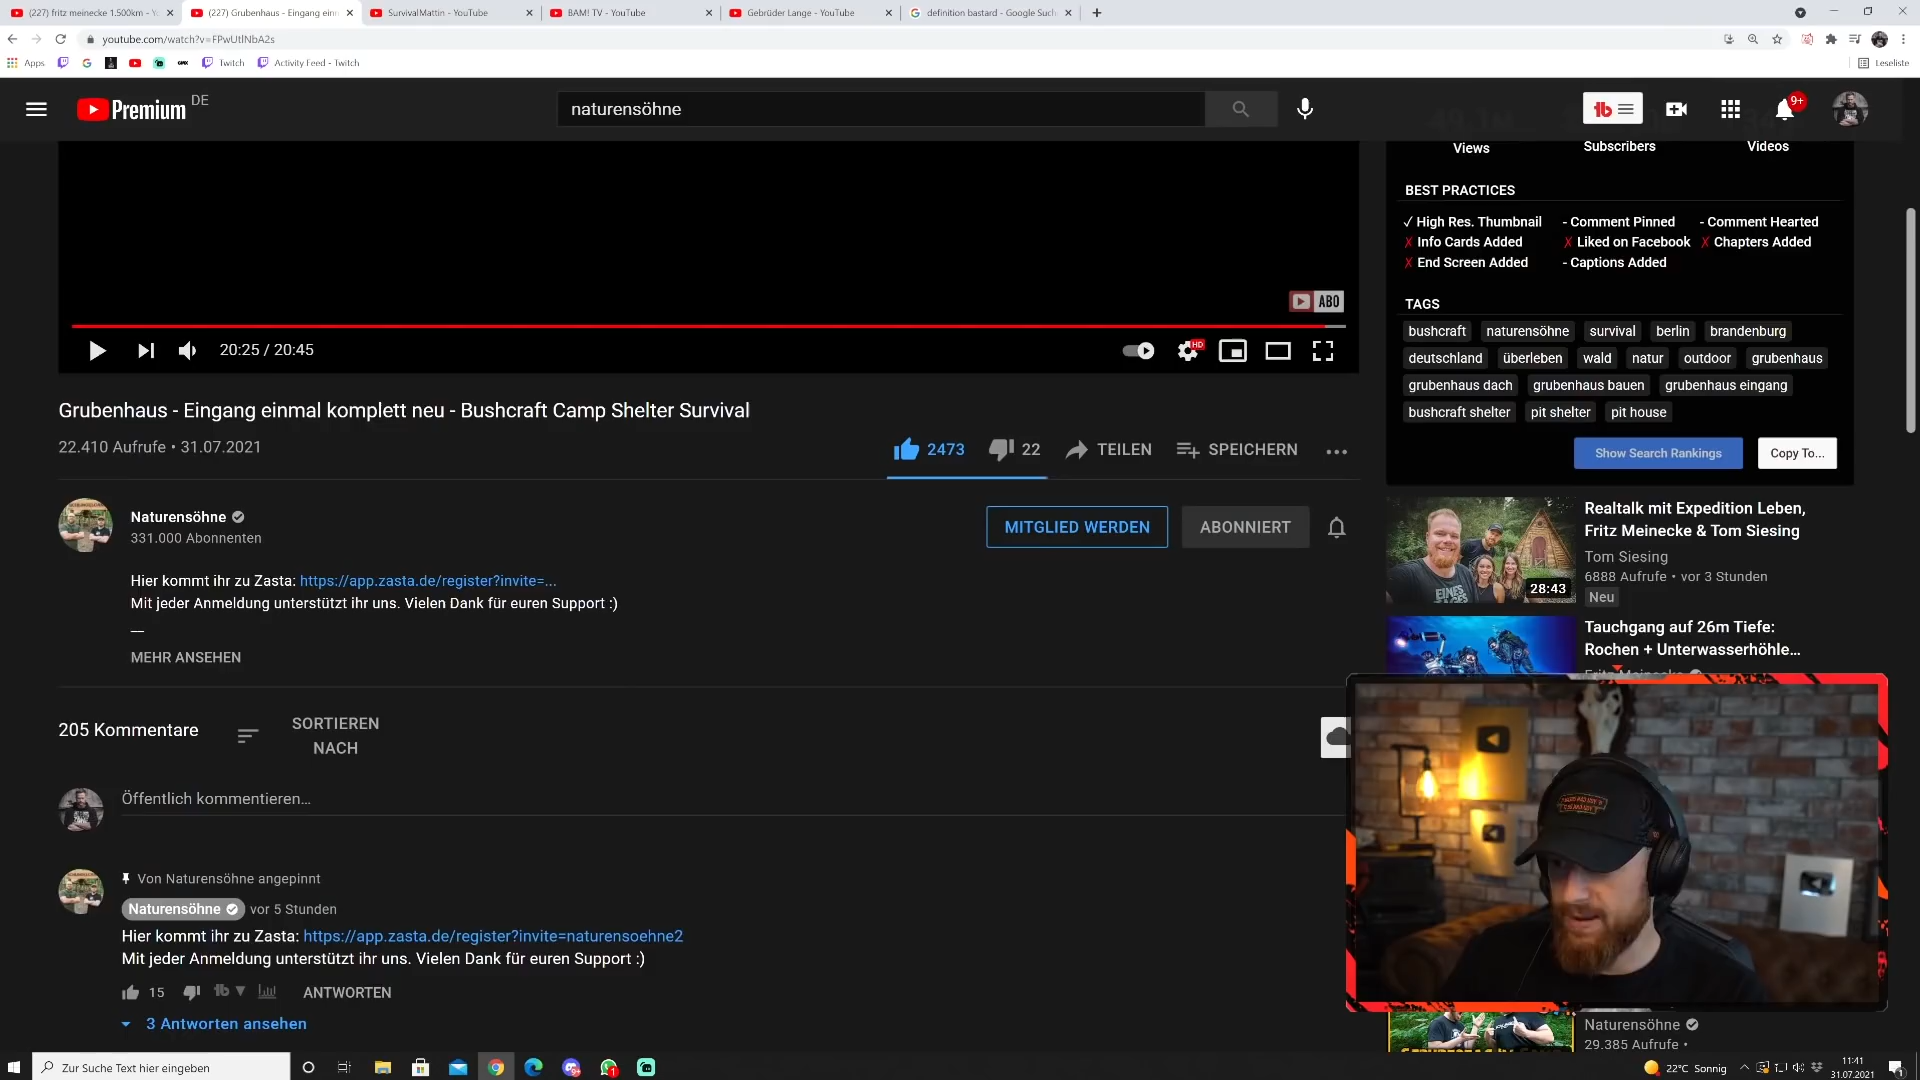 (227) fritz meinecke 1.500km - Yo
(227) Grubenhaus - Eingang ein
SurvivalMattin - YouTube
BAM! TV - YouTube
Gebrüder Lange - YouTube
definition bastard - Google Such
youtube.com/watch?v=FPwUtlNbA2s
Apps
Twitch
Activity Feed - Twitch
Leseliste
Premium DE
naturensöhne
9+
Views
Subscribers
Videos
BEST PRACTICES
✓ High Res. Thumbnail
- Comment Pinned
- Comment Hearted
✗ Info Cards Added
✗ Liked on Facebook
✗ Chapters Added
✗ End Screen Added
- Captions Added
TAGS
bushcraft naturensöhne survival berlin brandenburg
deutschland überleben wald natur outdoor grubenhaus
grubenhaus dach grubenhaus bauen grubenhaus eingang
bushcraft shelter pit shelter pit house
Show Search Rankings
Copy To...
ABO
20:25 / 20:45
HD
Grubenhaus - Eingang einmal komplett neu - Bushcraft Camp Shelter Survival
22.410 Aufrufe • 31.07.2021
2473
22
TEILEN
SPEICHERN
Naturensöhne
331.000 Abonnenten
MITGLIED WERDEN
ABONNIERT
Hier kommt ihr zu Zasta: https://app.zasta.de/register?invite=...
Mit jeder Anmeldung unterstützt ihr uns. Vielen Dank für euren Support :)
—
MEHR ANSEHEN
28:43
Realtalk mit Expedition Leben,
Fritz Meinecke & Tom Siesing
Tom Siesing
6888 Aufrufe • vor 3 Stunden
Neu
Tauchgang auf 26m Tiefe:
Rochen + Unterwasserhöhle...
205 Kommentare
SORTIEREN
NACH
Öffentlich kommentieren...
Von Naturensöhne angepinnt
Naturensöhne vor 5 Stunden
Hier kommt ihr zu Zasta: https://app.zasta.de/register?invite=naturensoehne2
Mit jeder Anmeldung unterstützt ihr uns. Vielen Dank für euren Support :)
15
ANTWORTEN
3 Antworten ansehen
Naturensöhne
29.385 Aufrufe •
Zur Suche Text hier eingeben
22°C Sonnig
11:41
31.07.2021